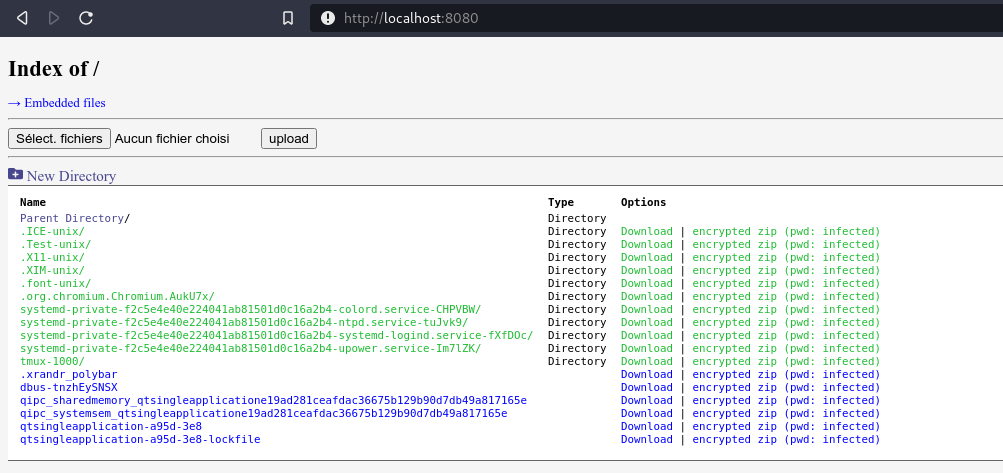 http://localhost:8080
Index of /
→ Embedded files
Sélect. fichiers Aucun fichier choisi upload
New Directory
Name Type Options
Parent Directory/ Directory
.ICE-unix/ Directory Download | encrypted zip (pwd: infected)
.Test-unix/ Directory Download | encrypted zip (pwd: infected)
.X11-unix/ Directory Download | encrypted zip (pwd: infected)
.XIM-unix/ Directory Download | encrypted zip (pwd: infected)
.font-unix/ Directory Download | encrypted zip (pwd: infected)
.org.chromium.Chromium.AukU7x/ Directory Download | encrypted zip (pwd: infected)
systemd-private-f2c5e4e40e224041ab81501d0c16a2b4-colord.service-CHPVBW/ Directory Download | encrypted zip (pwd: infected)
systemd-private-f2c5e4e40e224041ab81501d0c16a2b4-ntpd.service-tuJvk9/ Directory Download | encrypted zip (pwd: infected)
systemd-private-f2c5e4e40e224041ab81501d0c16a2b4-systemd-logind.service-fXfDOc/ Directory Download | encrypted zip (pwd: infected)
systemd-private-f2c5e4e40e224041ab81501d0c16a2b4-upower.service-Im7lZK/ Directory Download | encrypted zip (pwd: infected)
tmux-1000/ Directory Download | encrypted zip (pwd: infected)
.xrandr_polybar Download | encrypted zip (pwd: infected)
dbus-tnzhEySNSX Download | encrypted zip (pwd: infected)
qipc_sharedmemory_qtsingleapplicatione19ad281ceafdac36675b129b90d7db49a817165e Download | encrypted zip (pwd: infected)
qipc_systemsem_qtsingleapplicatione19ad281ceafdac36675b129b90d7db49a817165e Download | encrypted zip (pwd: infected)
qtsingleapplication-a95d-3e8 Download | encrypted zip (pwd: infected)
qtsingleapplication-a95d-3e8-lockfile Download | encrypted zip (pwd: infected)